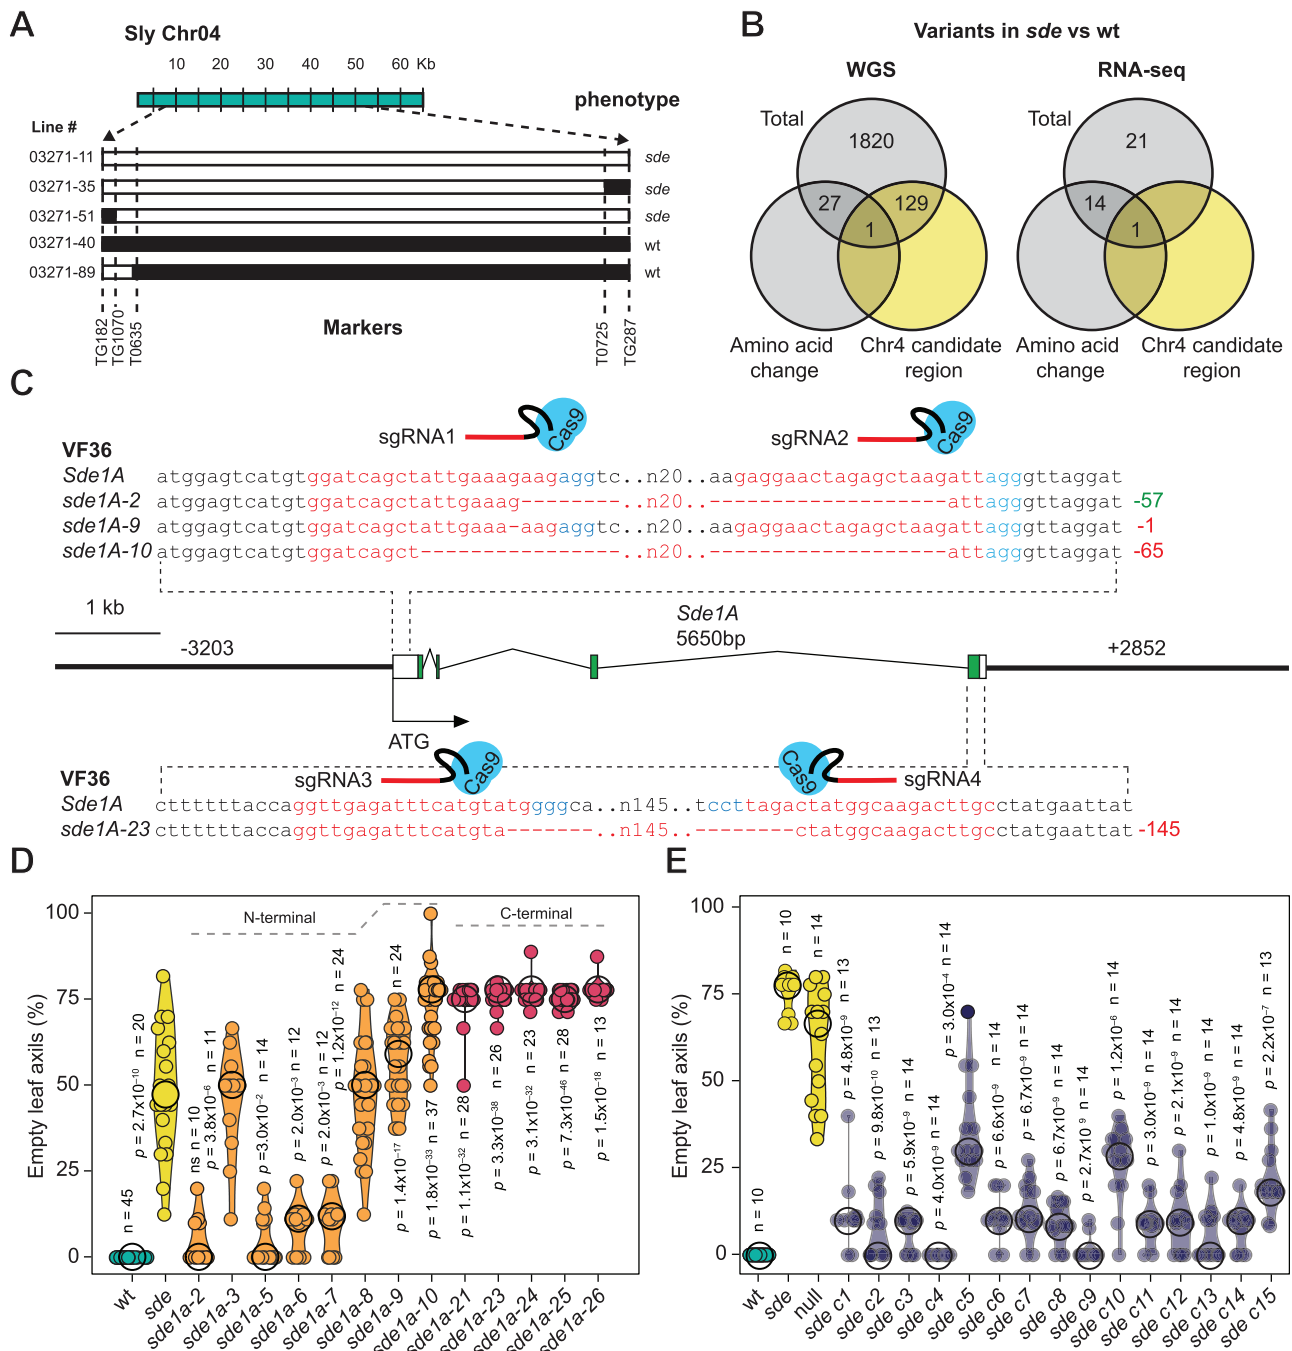 A
Sly Chr04
10 20 30 40 50 60 Kb
phenotype
Line #
03271-11 sde
03271-35 sde
03271-51 sde
03271-40 wt
03271-89 wt
TG182
TG1070
T0635
Markers
T0725
TG287
B
Variants in sde vs wt
WGS
Total
1820
27
129
1
Amino acid change
Chr4 candidate region
RNA-seq
Total
21
14
1
Amino acid change
Chr4 candidate region
C
sgRNA1 Cas9
sgRNA2 Cas9
VF36
Sde1A atggagtcatgtggatcagctattgaaagaagaggtc..n20..aagaggaactagagctaagattagggttaggat
sde1A-2 atggagtcatgtggatcagctattgaaag--------..n20..-------------------attagggttaggat -57
sde1A-9 atggagtcatgtggatcagctattgaaa-aagaggtc..n20..aagaggaactagagctaagattagggttaggat -1
sde1A-10 atggagtcatgtggatcagct----------------..n20..-------------------attagggttaggat -65
1 kb
-3203
Sde1A
5650bp
+2852
ATG
sgRNA3 Cas9
Cas9 sgRNA4
VF36
Sde1A cttttttaccaggttgagatttcatgtatggggca..n145..tccttagactatggcaagacttgcctatgaattat
sde1A-23 cttttttaccaggttgagatttcatgta-------..n145..--------ctatggcaagacttgcctatgaattat -145
D
Empty leaf axils (%)
100
75
50
25
0
N-terminal
C-terminal
n = 45
p = 2.7x10⁻¹⁰ n = 20
ns n = 10
p = 3.8x10⁻⁶ n = 11
p =3.0x10⁻² n = 14
p = 2.0x10⁻³ n = 12
p = 2.0x10⁻³ n = 12
p = 1.2x10⁻¹² n = 24
p = 1.4x10⁻¹⁷ n = 24
p = 1.8x10⁻³³ n = 37
p = 1.1x10⁻³² n = 28
p = 3.3x10⁻³⁸ n = 26
p = 3.1x10⁻³² n = 23
p = 7.3x10⁻⁴⁶ n = 28
p = 1.5x10⁻¹⁸ n = 13
wt
sde
sde1a-2
sde1a-3
sde1a-5
sde1a-6
sde1a-7
sde1a-8
sde1a-9
sde1a-10
sde1a-21
sde1a-23
sde1a-24
sde1a-25
sde1a-26
E
Empty leaf axils (%)
100
75
50
25
0
n = 10
n = 10
n = 14
p = 4.8x10⁻⁹ n = 13
p = 9.8x10⁻¹⁰ n = 13
p = 5.9x10⁻⁹ n = 14
p = 4.0x10⁻⁹ n = 14
p = 3.0x10⁻⁴ n = 14
p = 6.6x10⁻⁹ n = 14
p = 6.7x10⁻⁹ n = 14
p = 6.7x10⁻⁹ n = 14
p = 2.7x10⁻⁹ n = 14
p = 1.2x10⁻⁶ n = 14
p = 3.0x10⁻⁹ n = 14
p = 2.1x10⁻⁹ n = 14
p = 1.0x10⁻⁹ n = 14
p = 4.8x10⁻⁹ n = 14
p = 2.2x10⁻⁷ n = 13
wt
sde
null
sde c1
sde c2
sde c3
sde c4
sde c5
sde c6
sde c7
sde c8
sde c9
sde c10
sde c11
sde c12
sde c13
sde c14
sde c15